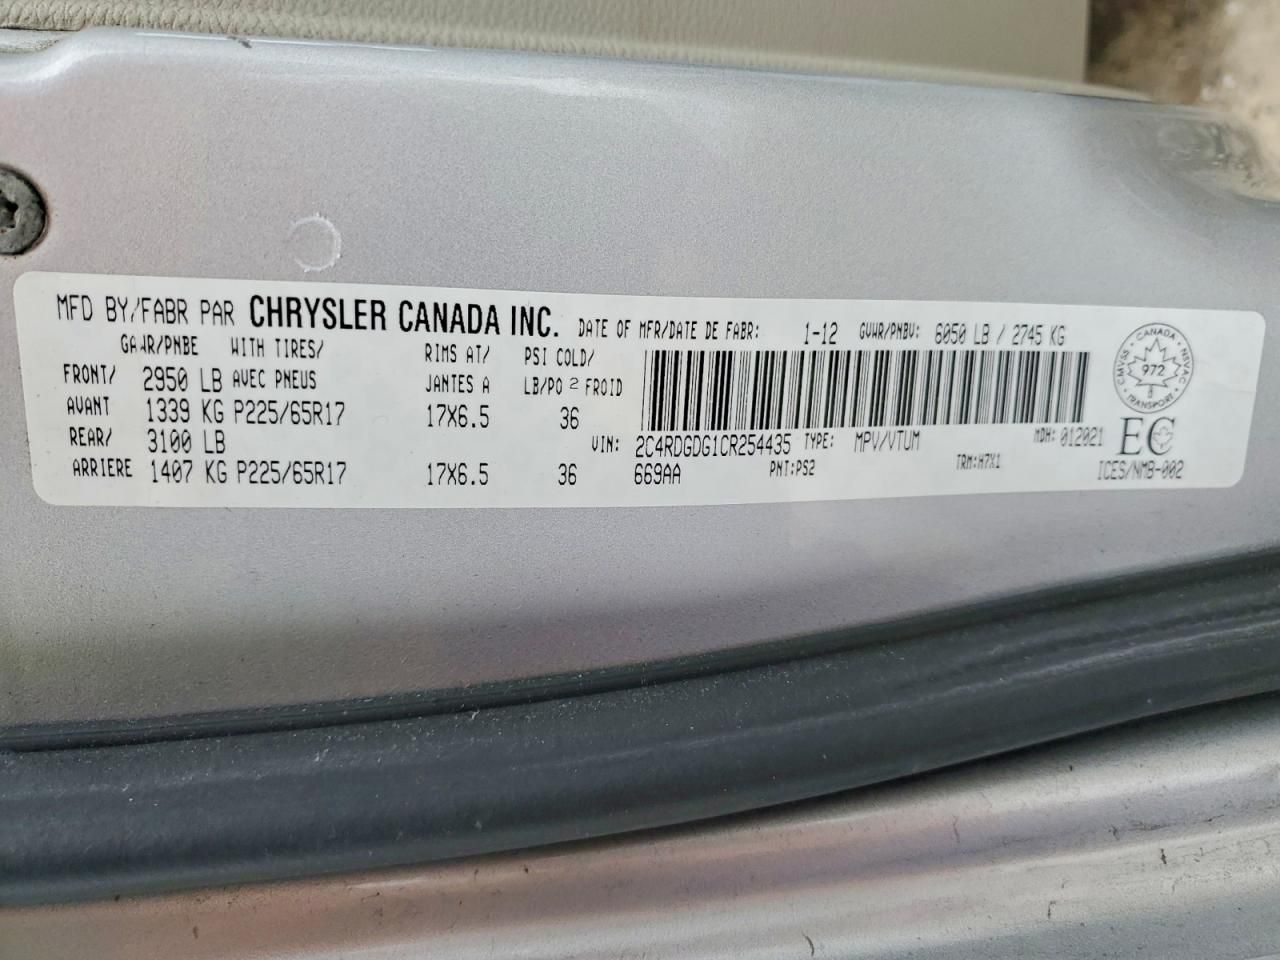 MFD BY/FABR PAR CHRYSLER CANADA INC. DATE OF MFR/DATE DE FABR: 1-12 GVWR/PNBV: 6050 LB / 2745 KG
GAWR/PNBE WITH TIRES/ RIMS AT/ PSI COLD/
FRONT/ 2950 LB AVEC PNEUS JANTES A LB/PO 2 FROID
AVANT 1339 KG P225/65R17 17X6.5 36
REAR/ 3100 LB VIN: 2C4RDGDG1CR254435 TYPE: MPV/VTUM MDH: 012021
ARRIERE 1407 KG P225/65R17 17X6.5 36 669AA PNT:PS2 TRM:H7X1
CANADA
CMVSS NSVAC
972
TRANSPORT
EC
ICES/NMB-002